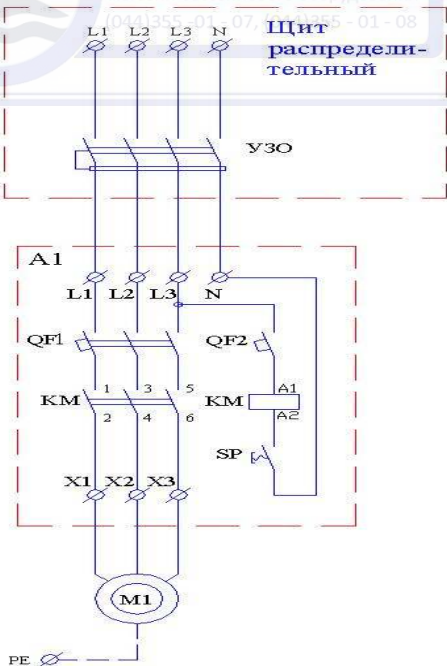 (044)355 -01 - 07, (044)355 - 01 - 08
L1 L2 L3 N
Щит
распредели-
тельный
УЗО
A1
L1 L2 L3 N
QF1
QF2
KM
1 3 5
2 4 6
KM
A1
A2
SP
X1 X2 X3
M1
PE